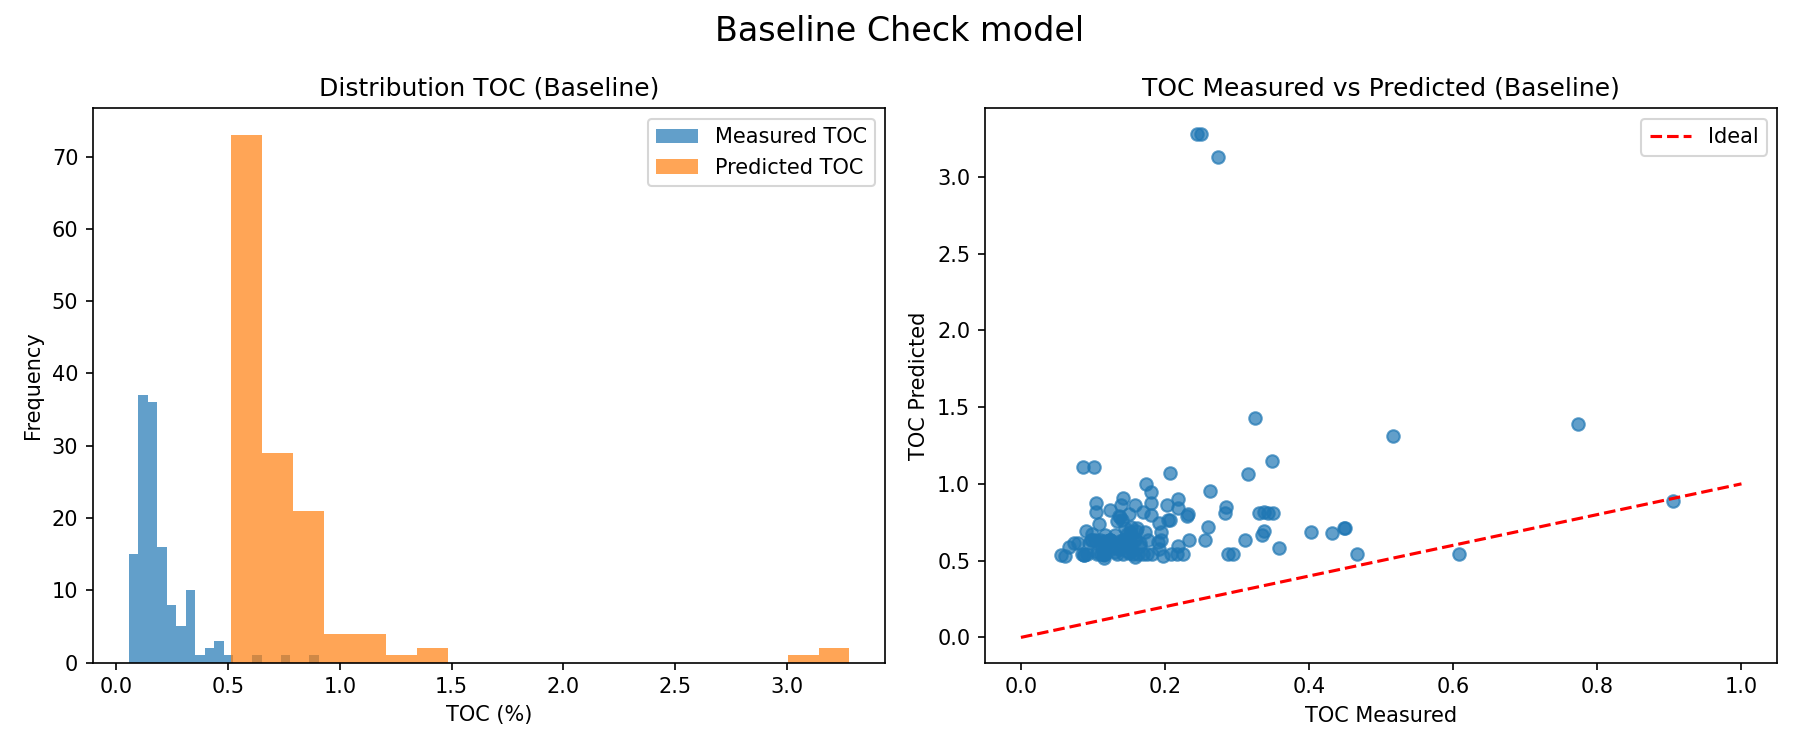 Baseline Check model
Distribution TOC (Baseline)
Measured TOC
Predicted TOC
Frequency
70
60
50
40
30
20
10
0
0.0 0.5 1.0 1.5 2.0 2.5 3.0
TOC (%)
TOC Measured vs Predicted (Baseline)
Ideal
TOC Predicted
3.0
2.5
2.0
1.5
1.0
0.5
0.0
0.0 0.2 0.4 0.6 0.8 1.0
TOC Measured